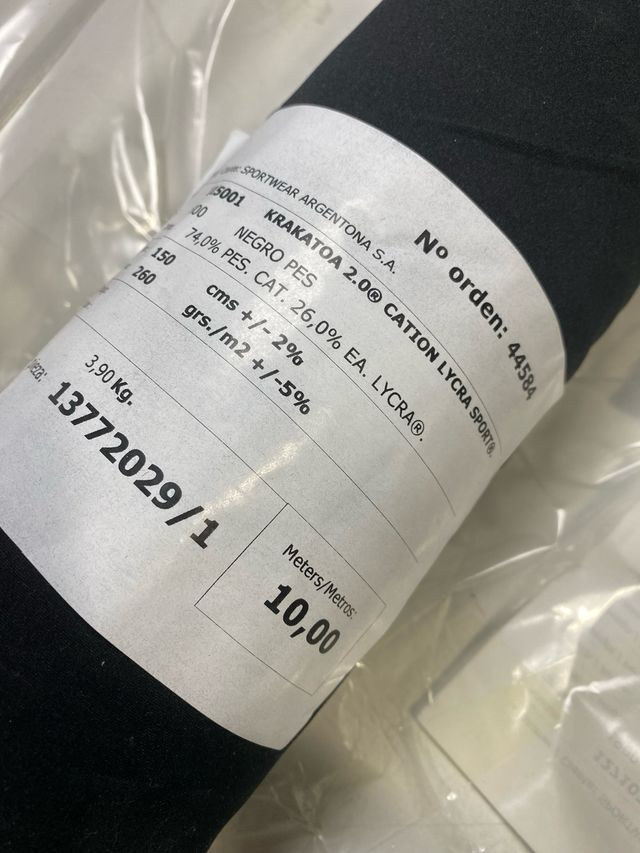 Nº orden: 44584
SPORTWEAR ARGENTONA S.A.
KRAKATOA 2.0® CATION LYCRA SPORT®.
NEGRO PES
74,0% PES. CAT. 26,0% EA. LYCRA®.
150 cms +/- 2%
260 grs./m2 +/-5%
3,90 Kg.
13772029/1
Meters/Metros:
10,00